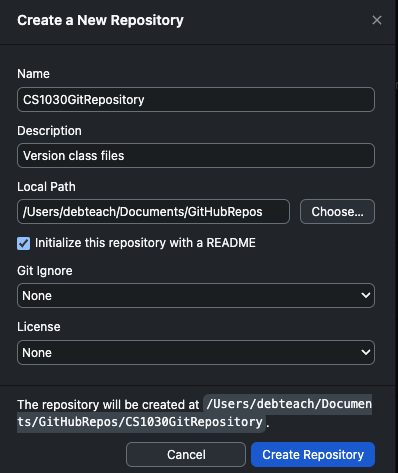 Create a New Repository
Name
CS1030GitRepository
Description
Version class files
Local Path
/Users/debteach/Documents/GitHubRepos
Choose...
Initialize this repository with a README
Git Ignore
None
License
None
The repository will be created at /Users/debteach/Documen
ts/GitHubRepos/CS1030GitRepository.
Cancel
Create Repository